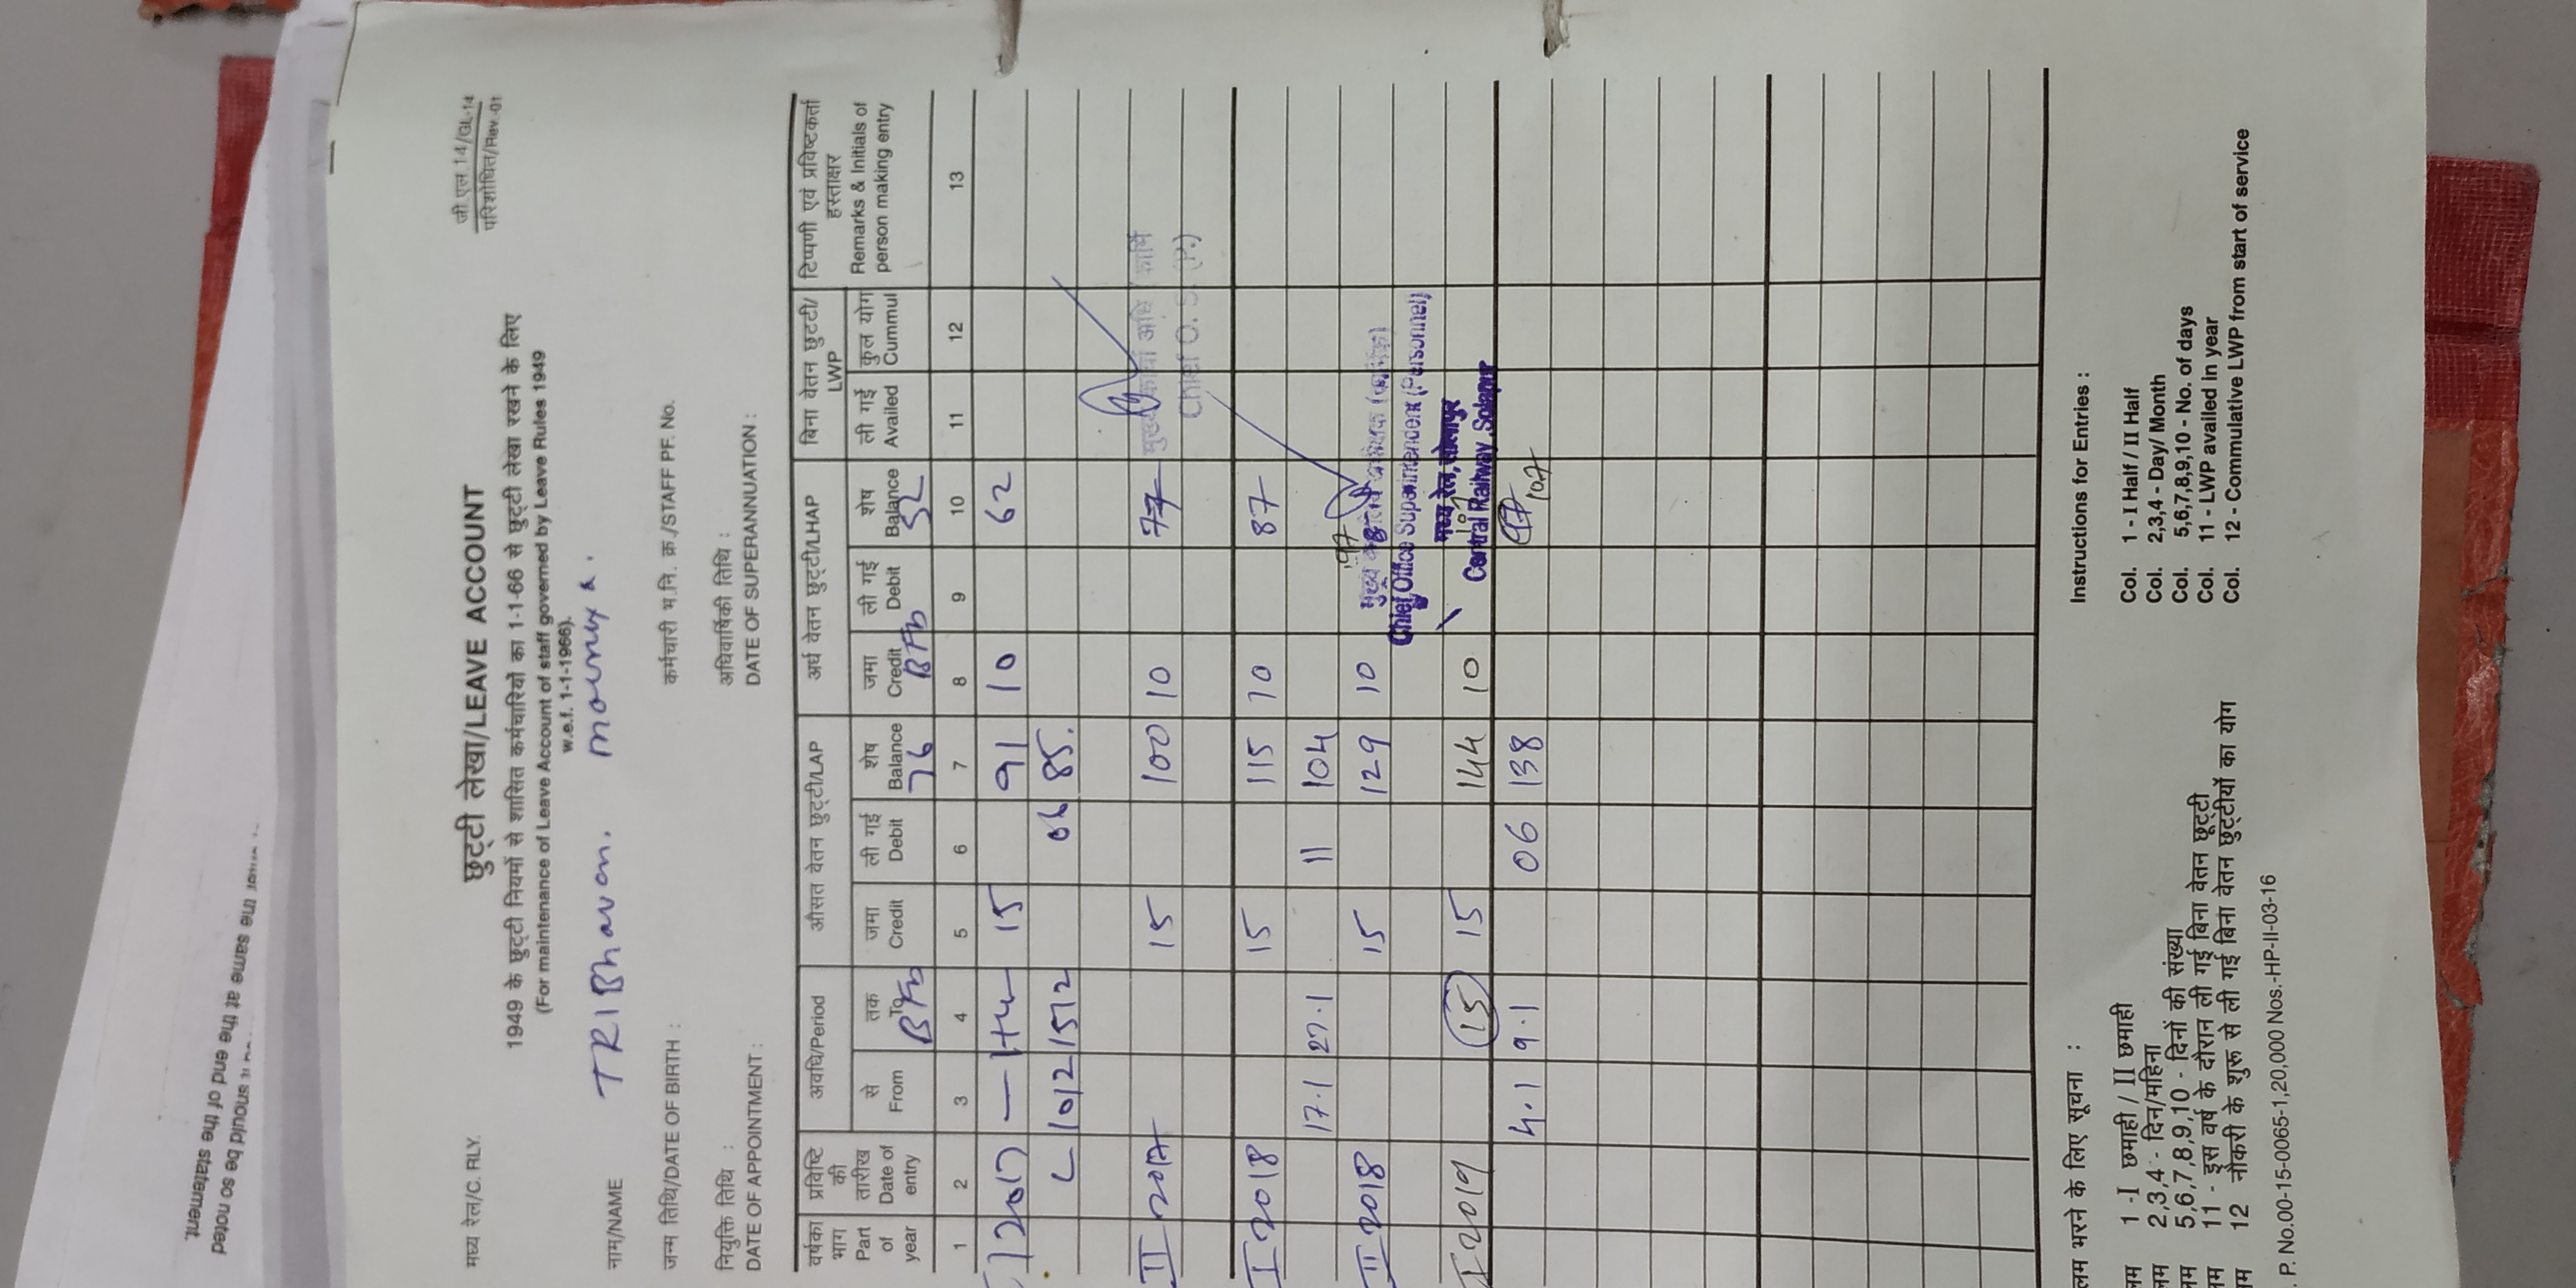 the same at the end of the statement.
it should be so noted
मध्य रेल/C. RLY.
छुट्टी लेखा/LEAVE ACCOUNT
जी.एल.14/GL-14
परिशोधित/Rev.-01
1949 के छुट्टी नियमों से शासित कर्मचारियों का 1-1-66 से छुट्टी लेखा रखने के लिए
(For maintenance of Leave Account of staff governed by Leave Rules 1949
w.e.f. 1-1-1966).
नाम/NAME TRIBhavan.
जन्म तिथि/DATE OF BIRTH : कर्मचारी भ.नि. क्र./STAFF PF. No.
नियुक्ति तिथि : अधिवार्षिकी तिथि :
DATE OF APPOINTMENT : DATE OF SUPERANNUATION :
वर्षका भाग Part of year
प्रविष्टि की तारीख Date of entry
अवधि/Period
औसत वेतन छुट्टी/LAP
अर्ध वेतन छुट्टी/LHAP
बिना वेतन छुटटी/ LWP
टिप्पणी एवं प्रविष्टकर्ता हस्ताक्षर
Remarks & Initials of person making entry
से From
तक To
जमा Credit
ली गई Debit
शेष Balance
जमा Credit
ली गई Debit
शेष Balance
ली गई Availed
कुल योग Cummul
76 52
1 2 3 4 5 6 7 8 9 10 11 12 13
2017 15 91 10 62
10/2 15/2 06 85.
II 2017 15 100 10 77
मुख्य कार्या अधि / कार्मि
Chief O. S. (P.)
I 2018 15 115 10 87
17.1 27.1 11 104
97
II 2018 15 129 10
Chief Office Superintendent (Personnel)
मध्य रेल, सोलापुर
I 2019 15 15 144 10
Central Railway, Solapur
4.1 9.1 06 138 97 107
लम भरने के लिए सूचना :
Instructions for Entries :
लम 1 -I छमाही / II छमाही
लम 2,3,4 - दिन/महिना
लम 5,6,7,8,9,10 - दिनों की संख्या
लम 11 - इस वर्ष के दौरान ली गई बिना वेतन छूट्टी
लम 12 नौकरी के शुरू से ली गई बिना वेतन छुट्टीयों का योग
Col. 1 - I Half / II Half
Col. 2,3,4 - Day/ Month
Col. 5,6,7,8,9,10 - No. of days
Col. 11 - LWP availed in year
Col. 12 - Commulative LWP from start of service
. P. No.00-15-0065-1,20,000 Nos.-HP-II-03-16